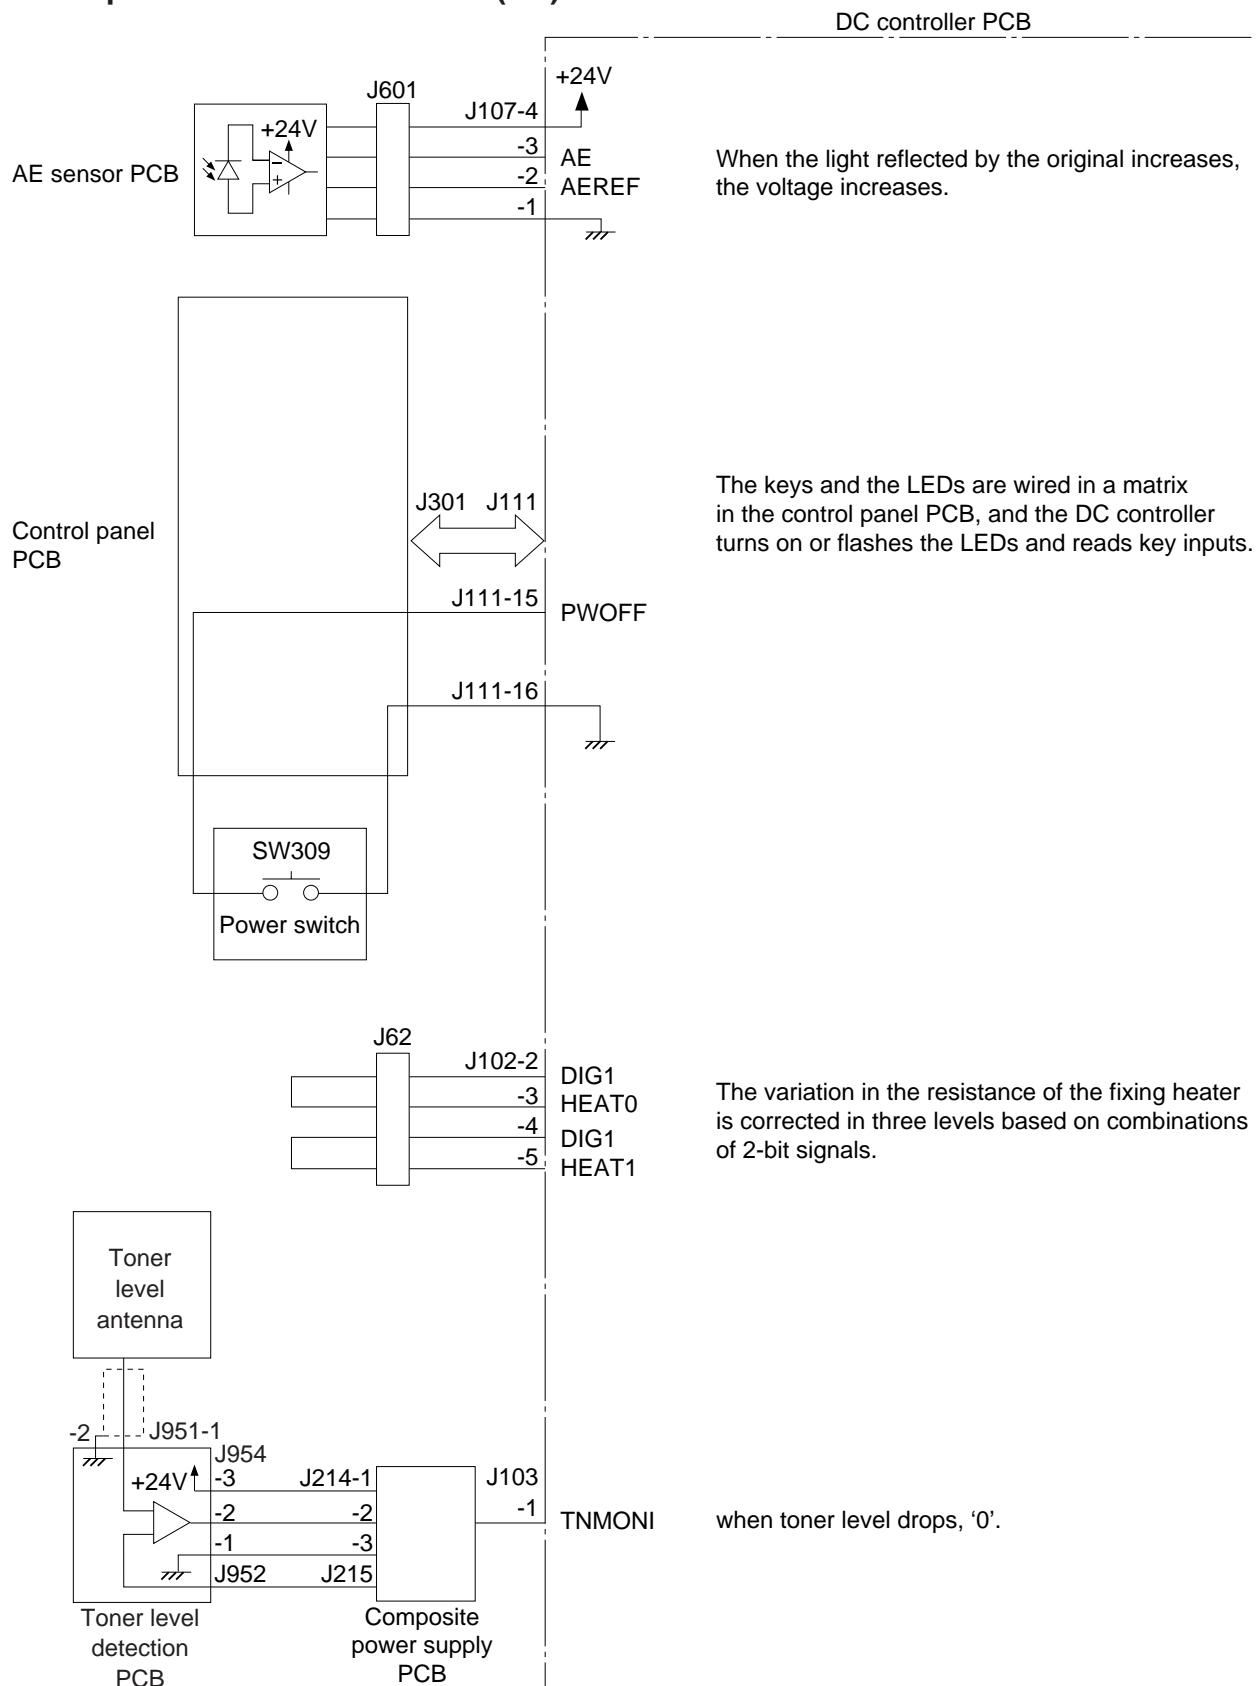 DC controller PCB
+24V
J601
J107-4
+24V
-3
AE
-2
AEREF
-1
AE sensor PCB
When the light reflected by the original increases,
the voltage increases.
Control panel
PCB
J301
J111
The keys and the LEDs are wired in a matrix
in the control panel PCB, and the DC controller
turns on or flashes the LEDs and reads key inputs.
J111-15
PWOFF
J111-16
SW309
Power switch
J62
J102-2
DIG1
-3
HEAT0
-4
DIG1
-5
HEAT1
The variation in the resistance of the fixing heater
is corrected in three levels based on combinations
of 2-bit signals.
Toner
level
antenna
-2
J951-1
J954
+24V
-3
J214-1
J103
-2
-2
-1
TNMONI
when toner level drops, ‘0’.
-1
-3
J952
J215
Toner level
detection
PCB
Composite
power supply
PCB